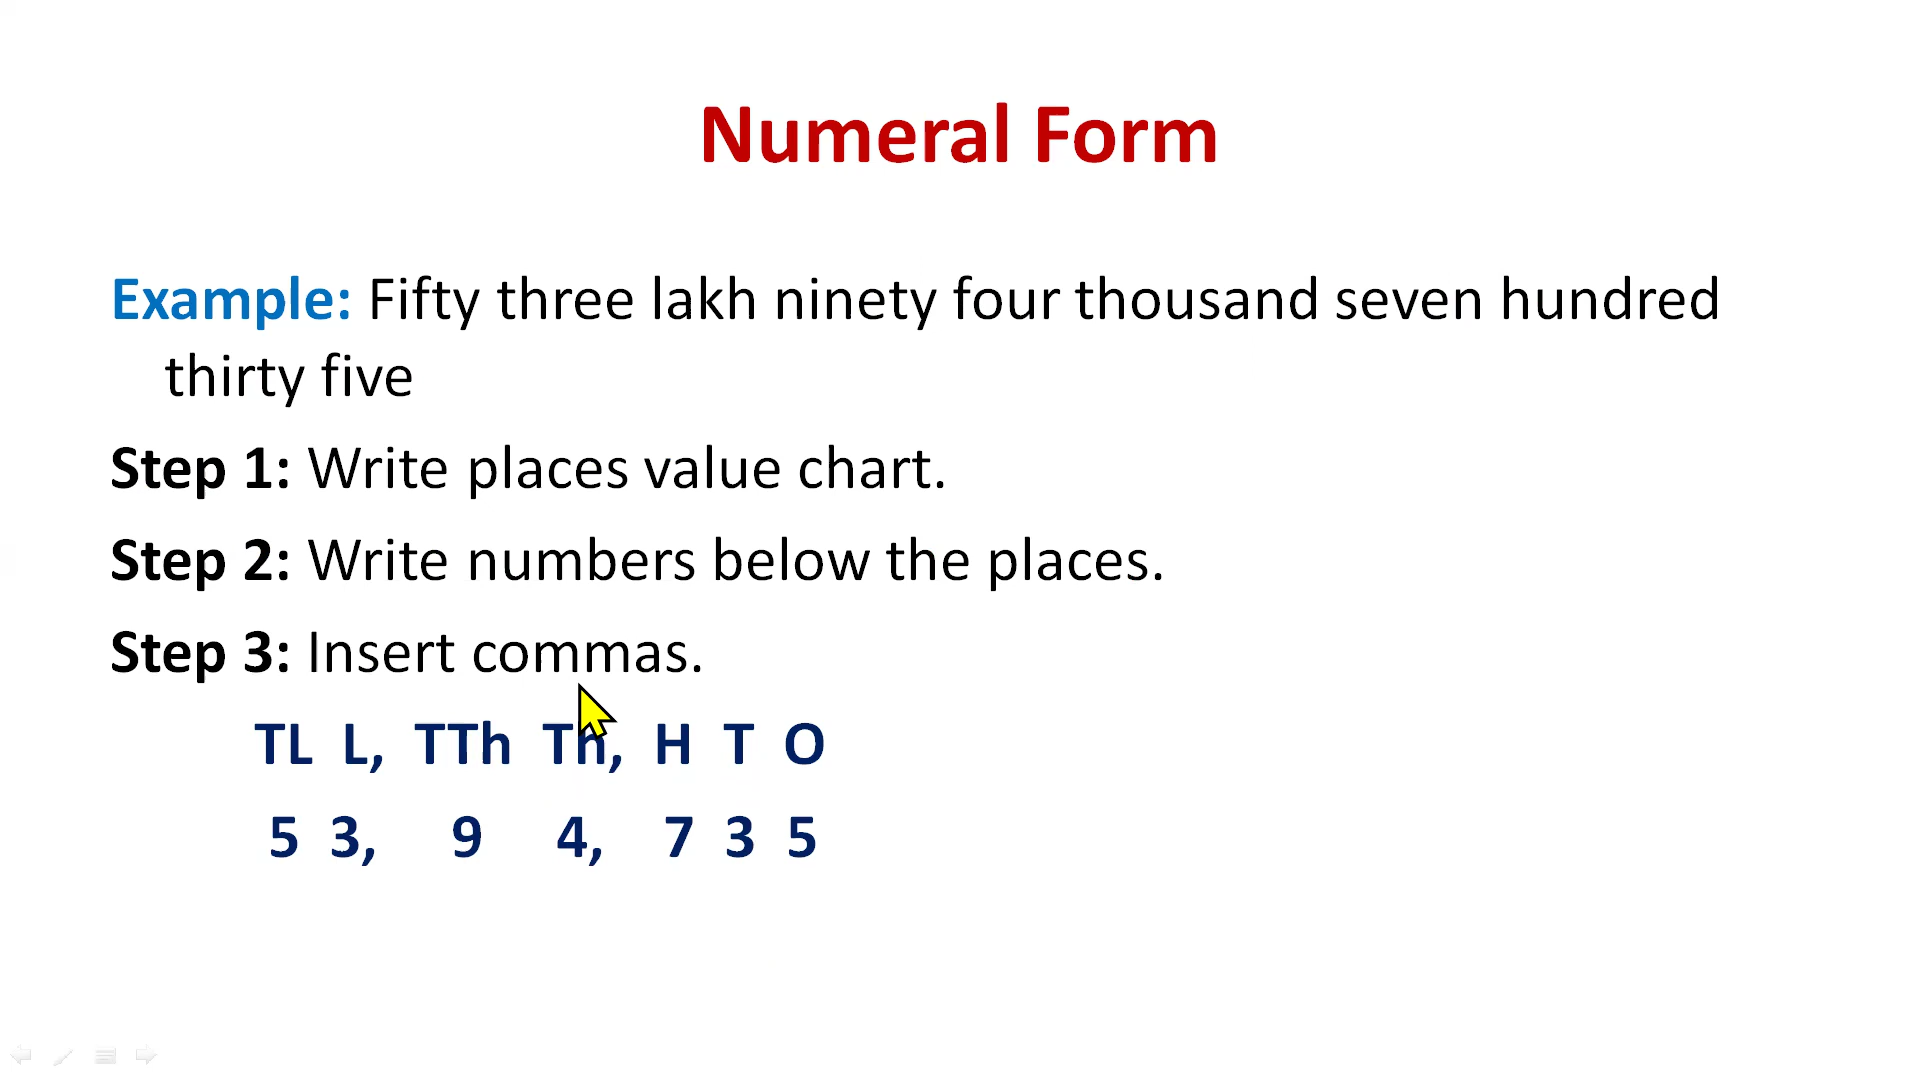 Numeral Form
Example: Fifty three lakh ninety four thousand seven hundred
thirty five
Step 1: Write places value chart.
Step 2: Write numbers below the places.
Step 3: Insert commas.
TL L, TTh Th, H T O
5 3, 9 4, 7 3 5